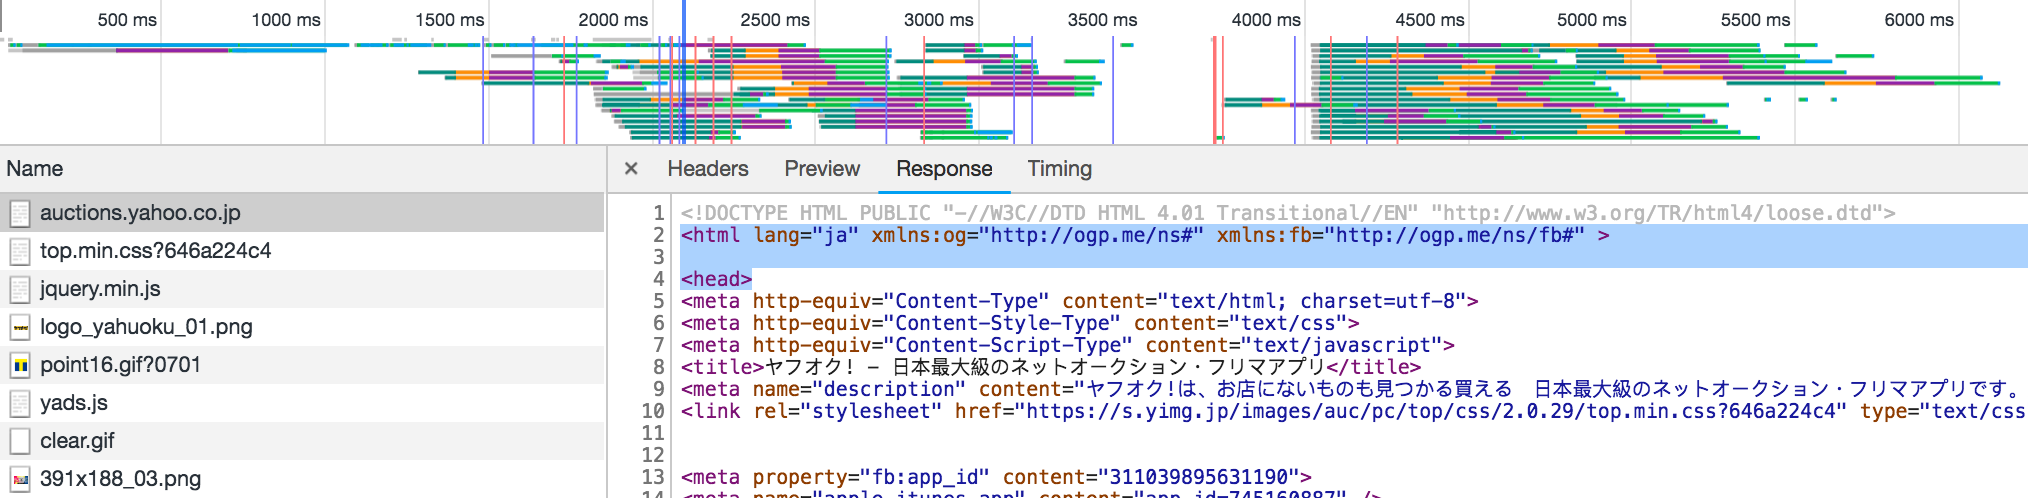 500 ms 1000 ms 1500 ms 2000 ms 2500 ms 3000 ms 3500 ms 4000 ms 4500 ms 5000 ms 5500 ms 6000 ms
Name
auctions.yahoo.co.jp
top.min.css?646a224c4
jquery.min.js
logo_yahuoku_01.png
point16.gif?0701
yads.js
clear.gif
391x188_03.png
× Headers Preview Response Timing
1 <!DOCTYPE HTML PUBLIC "-//W3C//DTD HTML 4.01 Transitional//EN" "http://www.w3.org/TR/html4/loose.dtd">
2 <html lang="ja" xmlns:og="http://ogp.me/ns#" xmlns:fb="http://ogp.me/ns/fb#" >
3
4 <head>
5 <meta http-equiv="Content-Type" content="text/html; charset=utf-8">
6 <meta http-equiv="Content-Style-Type" content="text/css">
7 <meta http-equiv="Content-Script-Type" content="text/javascript">
8 <title>ヤフオク! - 日本最大級のネットオークション・フリマアプリ</title>
9 <meta name="description" content="ヤフオク!は、お店にないものも見つかる買える　日本最大級のネットオークション・フリマアプリです。
10 <link rel="stylesheet" href="https://s.yimg.jp/images/auc/pc/top/css/2.0.29/top.min.css?646a224c4" type="text/css
11
12
13 <meta property="fb:app_id" content="311039895631190">
14 <meta name="apple-itunes-app" content="app-id=745160887" />